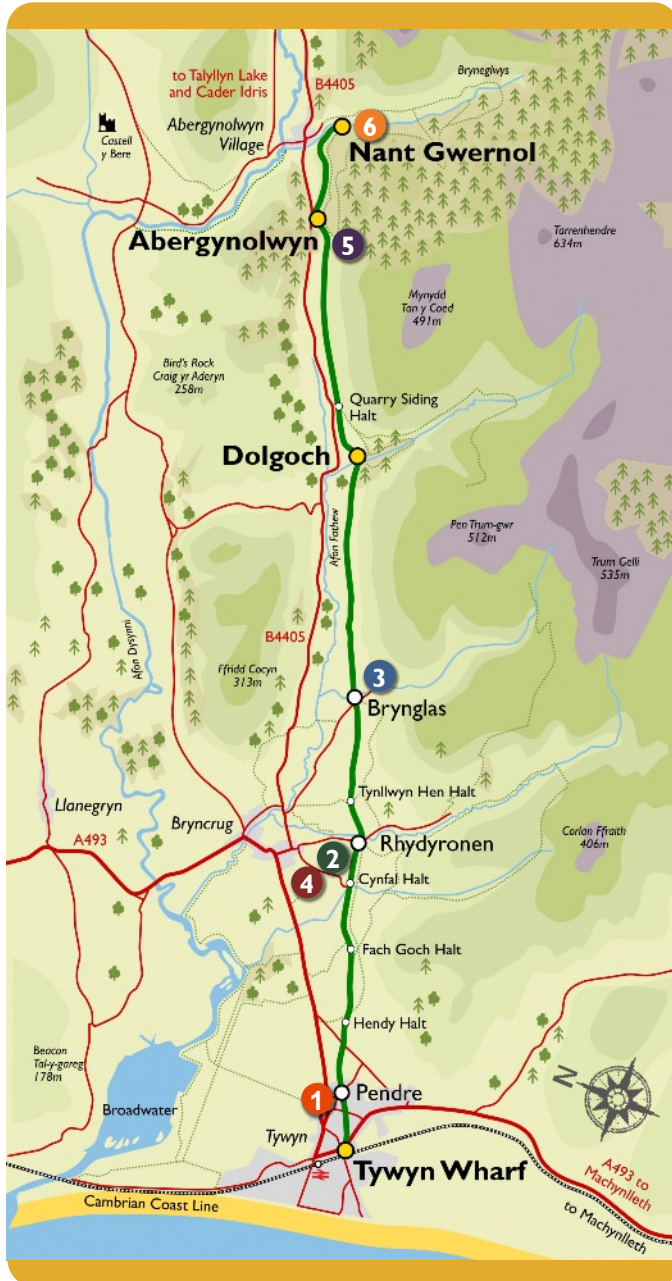 Bryneglwys
to Talyllyn Lake
and Cader Idris
B4405
Abergynolwyn
Village
Castell
y Bere
6
Nant Gwernol
Abergynolwyn
5
Tarrenhendre
634m
Mynydd
Tan y Coed
491m
Bird's Rock
Craig yr Aderyn
258m
Quarry Siding
Halt
Dolgoch
Afan Fathew
Pen Trum-gwr
512m
Trum Gelli
535m
Afon Dysynni
B4405
Ffridd Cocyn
313m
3
Brynglas
Tynllwyn Hen Halt
Llanegryn
Bryncrug
A493
Rhydyronen
Corlan Ffraith
406m
2
4
Cynfal Halt
Fach Goch Halt
Hendy Halt
Beacon
Tal-y-gareg
178m
Broadwater
1
Pendre
N
Tywyn
Tywyn Wharf
A493 to
Machynlleth
to Machynlleth
Cambrian Coast Line